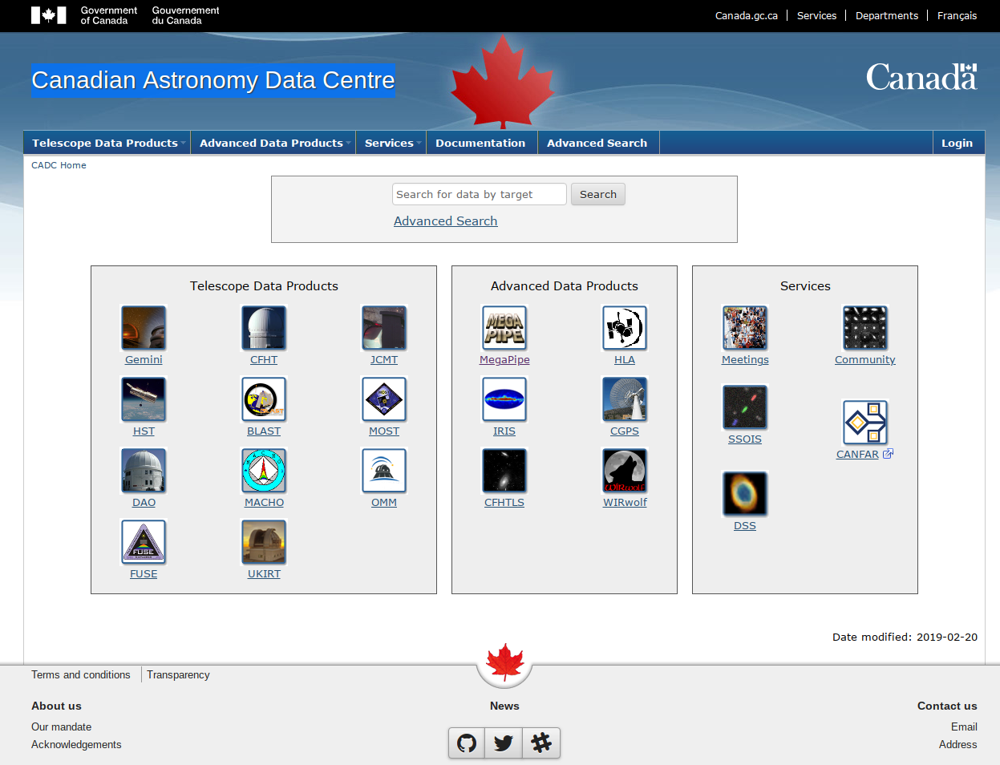 Government of Canada
Gouvernement du Canada
Canada.gc.ca
Services
Departments
Français
Canadian Astronomy Data Centre
Canada
Telescope Data Products
Advanced Data Products
Services
Documentation
Advanced Search
Login
CADC Home
Search for data by target
Search
Advanced Search
Telescope Data Products
Gemini
CFHT
JCMT
HST
BLAST
MOST
DAO
MACHO
OMM
FUSE
FUSE
UKIRT
Advanced Data Products
MEGA
PIPE
MegaPipe
HLA
IRIS
CGPS
CFHTLS
WIRwolf
WIRwolf
Services
Meetings
Community
SSOIS
CANFAR
DSS
Date modified: 2019-02-20
Terms and conditions
Transparency
About us
Our mandate
Acknowledgements
News
Contact us
Email
Address